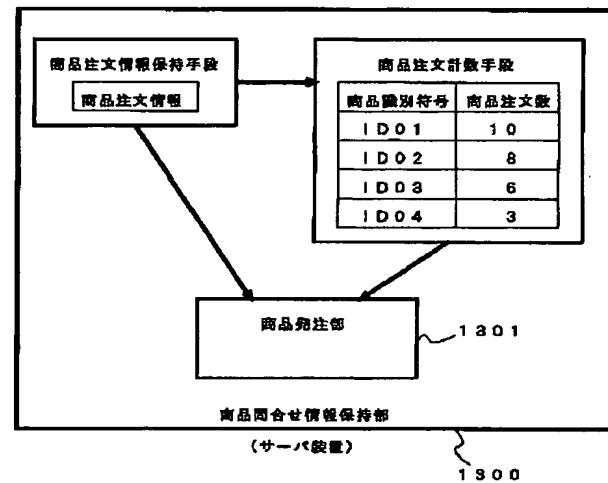 商品注文情報保持手段
商品注文情報
商品注文計数手段
商品識別符号 商品注文数
ID01 10
ID02 8
ID03 6
ID04 3
商品発注部
1301
商品問合せ情報保持部
(サーバ装置)
1300